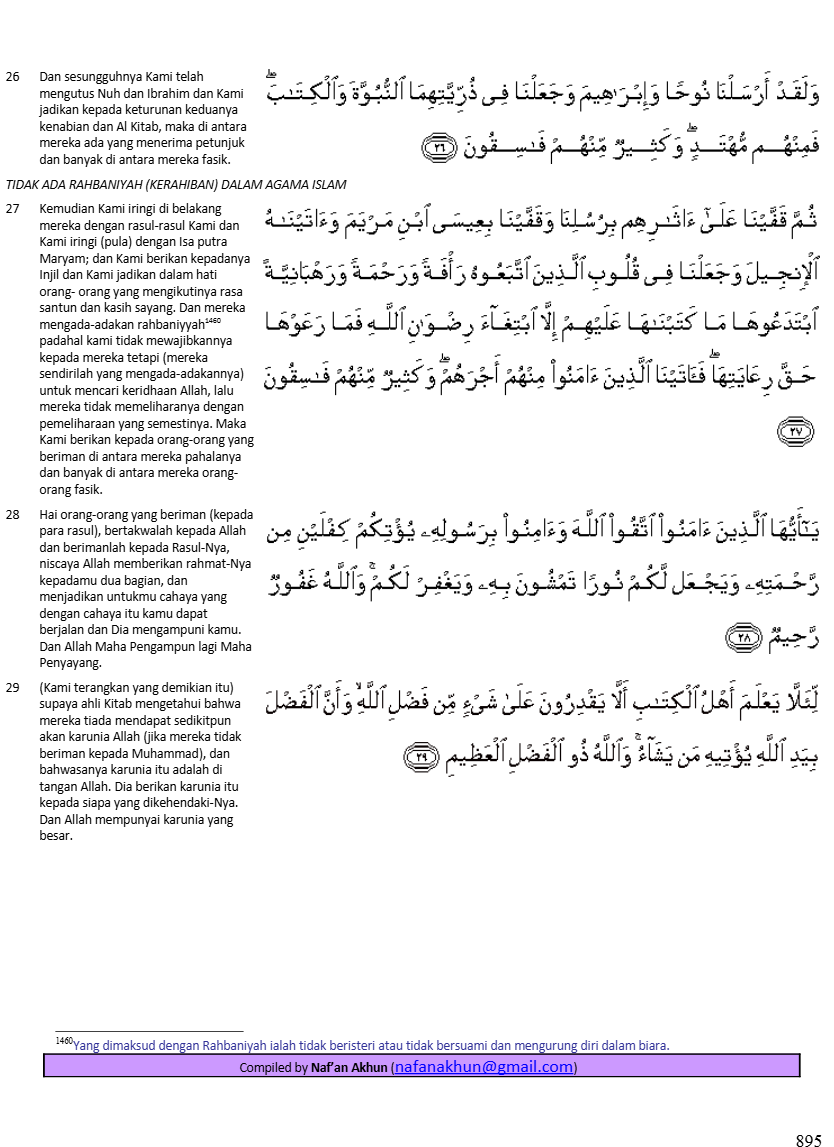 26 Dan sesungguhnya Kami telah
mengutus Nuh dan Ibrahim dan Kami
jadikan kepada keturunan keduanya
kenabian dan Al Kitab, maka di antara
mereka ada yang menerima petunjuk
dan banyak di antara mereka fasik.
وَلَقَدْ أَرْسَلْنَا نُوحًا وَإِبْرَٰهِيمَ وَجَعَلْنَا فِى ذُرِّيَّتِهِمَا ٱلنُّبُوَّةَ وَٱلْكِتَـٰبَ ۖ
فَمِنْهُم مُّهْتَدٍ ۖ وَكَثِيرٌ مِّنْهُمْ فَـٰسِقُونَ ٢٦
TIDAK ADA RAHBANIYAH (KERAHIBAN) DALAM AGAMA ISLAM
27 Kemudian Kami iringi di belakang
mereka dengan rasul-rasul Kami dan
Kami iringi (pula) dengan Isa putra
Maryam; dan Kami berikan kepadanya
Injil dan Kami jadikan dalam hati
orang- orang yang mengikutinya rasa
santun dan kasih sayang. Dan mereka
mengada-adakan rahbaniyyah1460
padahal kami tidak mewajibkannya
kepada mereka tetapi (mereka
sendirilah yang mengada-adakannya)
untuk mencari keridhaan Allah, lalu
mereka tidak memeliharanya dengan
pemeliharaan yang semestinya. Maka
Kami berikan kepada orang-orang yang
beriman di antara mereka pahalanya
dan banyak di antara mereka orang-
orang fasik.
ثُمَّ قَفَّيْنَا عَلَىٰٓ ءَاثَـٰرِهِم بِرُسُلِنَا وَقَفَّيْنَا بِعِيسَى ٱبْنِ مَرْيَمَ وَءَاتَيْنَـٰهُ
ٱلْإِنجِيلَ وَجَعَلْنَا فِى قُلُوبِ ٱلَّذِينَ ٱتَّبَعُوهُ رَأْفَةً وَرَحْمَةً وَرَهْبَانِيَّةً
ٱبْتَدَعُوهَا مَا كَتَبْنَـٰهَا عَلَيْهِمْ إِلَّا ٱبْتِغَآءَ رِضْوَٰنِ ٱللَّهِ فَمَا رَعَوْهَا
حَقَّ رِعَايَتِهَا ۖ فَـَٔاتَيْنَا ٱلَّذِينَ ءَامَنُوا۟ مِنْهُمْ أَجْرَهُمْ ۖ وَكَثِيرٌ مِّنْهُمْ فَـٰسِقُونَ
٢٧
28 Hai orang-orang yang beriman (kepada
para rasul), bertakwalah kepada Allah
dan berimanlah kepada Rasul-Nya,
niscaya Allah memberikan rahmat-Nya
kepadamu dua bagian, dan
menjadikan untukmu cahaya yang
dengan cahaya itu kamu dapat
berjalan dan Dia mengampuni kamu.
Dan Allah Maha Pengampun lagi Maha
Penyayang.
يَـٰٓأَيُّهَا ٱلَّذِينَ ءَامَنُوا۟ ٱتَّقُوا۟ ٱللَّهَ وَءَامِنُوا۟ بِرَسُولِهِۦ يُؤْتِكُمْ كِفْلَيْنِ مِن
رَّحْمَتِهِۦ وَيَجْعَل لَّكُمْ نُورًا تَمْشُونَ بِهِۦ وَيَغْفِرْ لَكُمْ ۚ وَٱللَّهُ غَفُورٌ
رَّحِيمٌ ٢٨
29 (Kami terangkan yang demikian itu)
supaya ahli Kitab mengetahui bahwa
mereka tiada mendapat sedikitpun
akan karunia Allah (jika mereka tidak
beriman kepada Muhammad), dan
bahwasanya karunia itu adalah di
tangan Allah. Dia berikan karunia itu
kepada siapa yang dikehendaki-Nya.
Dan Allah mempunyai karunia yang
besar.
لِّئَلَّا يَعْلَمَ أَهْلُ ٱلْكِتَـٰبِ أَلَّا يَقْدِرُونَ عَلَىٰ شَىْءٍ مِّن فَضْلِ ٱللَّهِ ۙ وَأَنَّ ٱلْفَضْلَ
بِيَدِ ٱللَّهِ يُؤْتِيهِ مَن يَشَآءُ ۚ وَٱللَّهُ ذُو ٱلْفَضْلِ ٱلْعَظِيمِ ٢٩
1460Yang dimaksud dengan Rahbaniyah ialah tidak beristeri atau tidak bersuami dan mengurung diri dalam biara.
Compiled by Naf’an Akhun (nafanakhun@gmail.com)
895